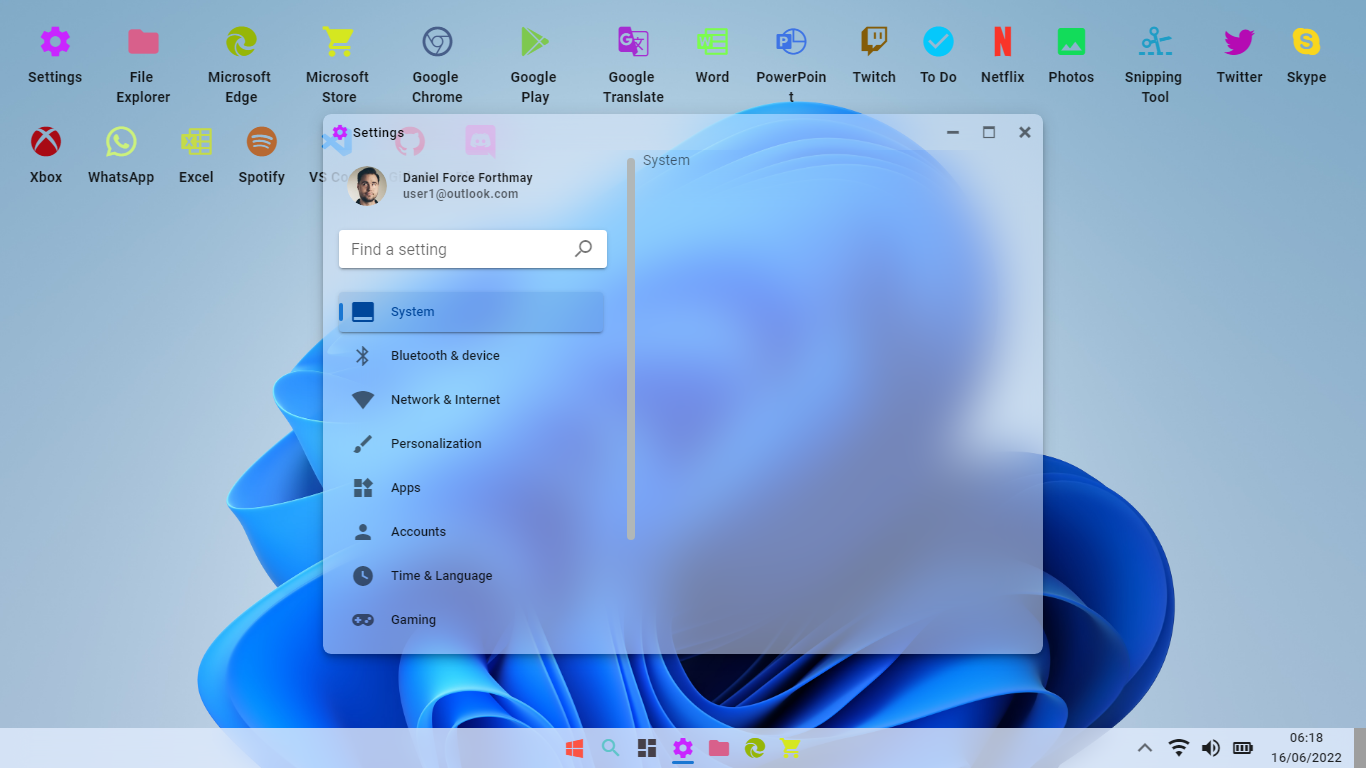 Settings
File
Explorer
Microsoft
Edge
Microsoft
Store
Google
Chrome
Google
Play
Google
Translate
Word
PowerPoin
t
Twitch
To Do
Netflix
Photos
Snipping
Tool
Twitter
Skype
Xbox
WhatsApp
Excel
Spotify
VS Co
Settings
Daniel Force Forthmay
user1@outlook.com
Find a setting
System
Bluetooth & device
Network & Internet
Personalization
Apps
Accounts
Time & Language
Gaming
System
06:18
16/06/2022